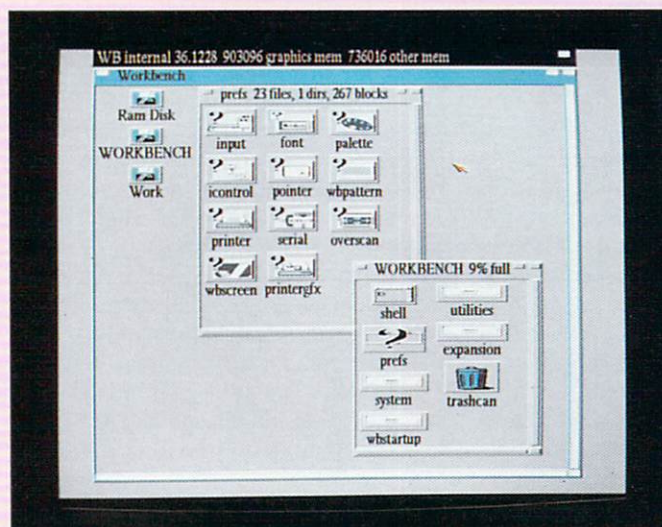 WB internal 36.1228 903096 graphics mem 736016 other mem
Workbench
Ram Disk
WORKBENCH
Work
prefs 23 files, 1 dirs, 267 blocks
input font palette
icontrol pointer wbpattern
printer serial overscan
wbscreen printergfx
WORKBENCH 9% full
shell utilities
prefs expansion
system trashcan
wbstartup